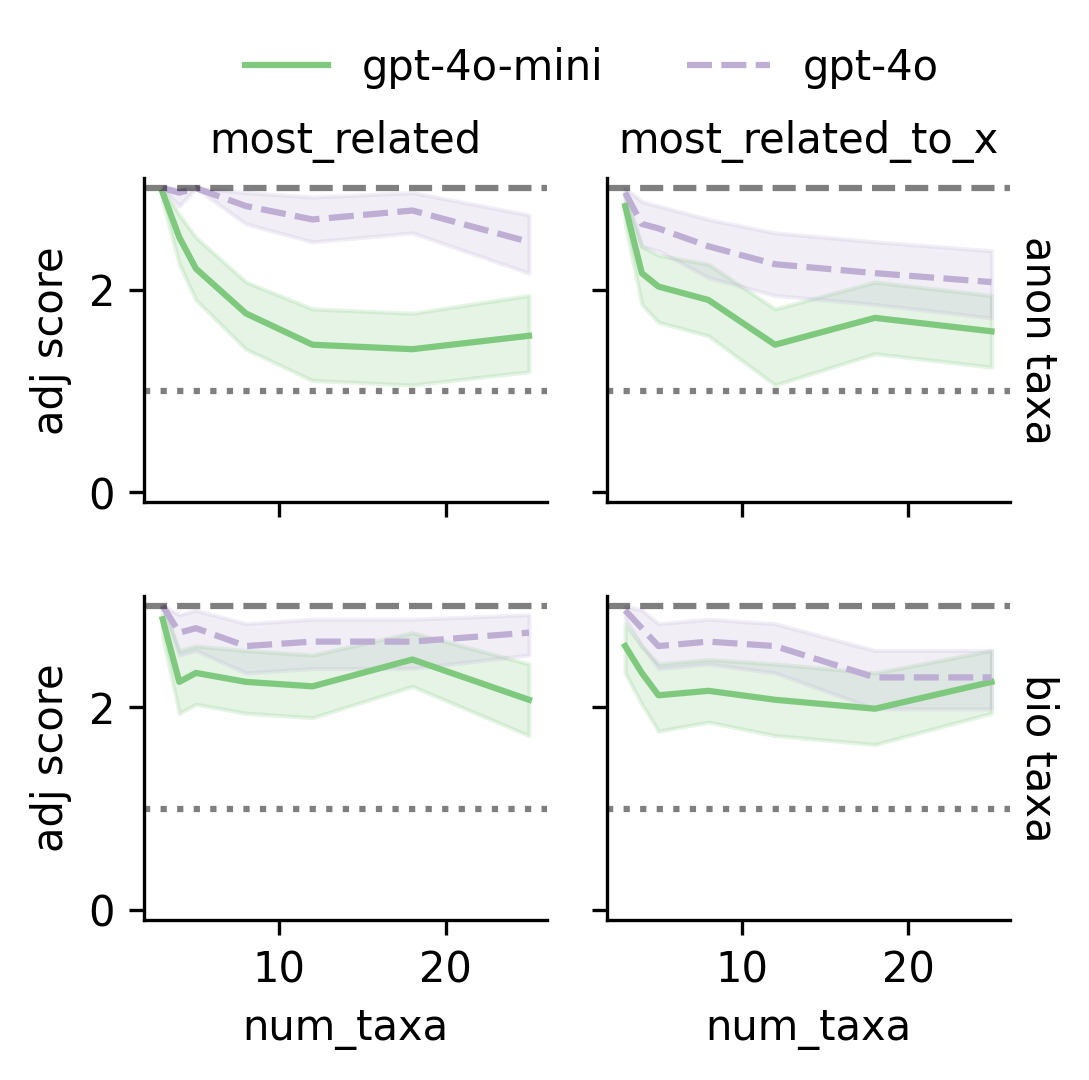 gpt-4o-mini gpt-4o
most_related most_related_to_x
adj score
2
0
anon taxa
adj score
2
0
bio taxa
10 20 10 20
num_taxa num_taxa